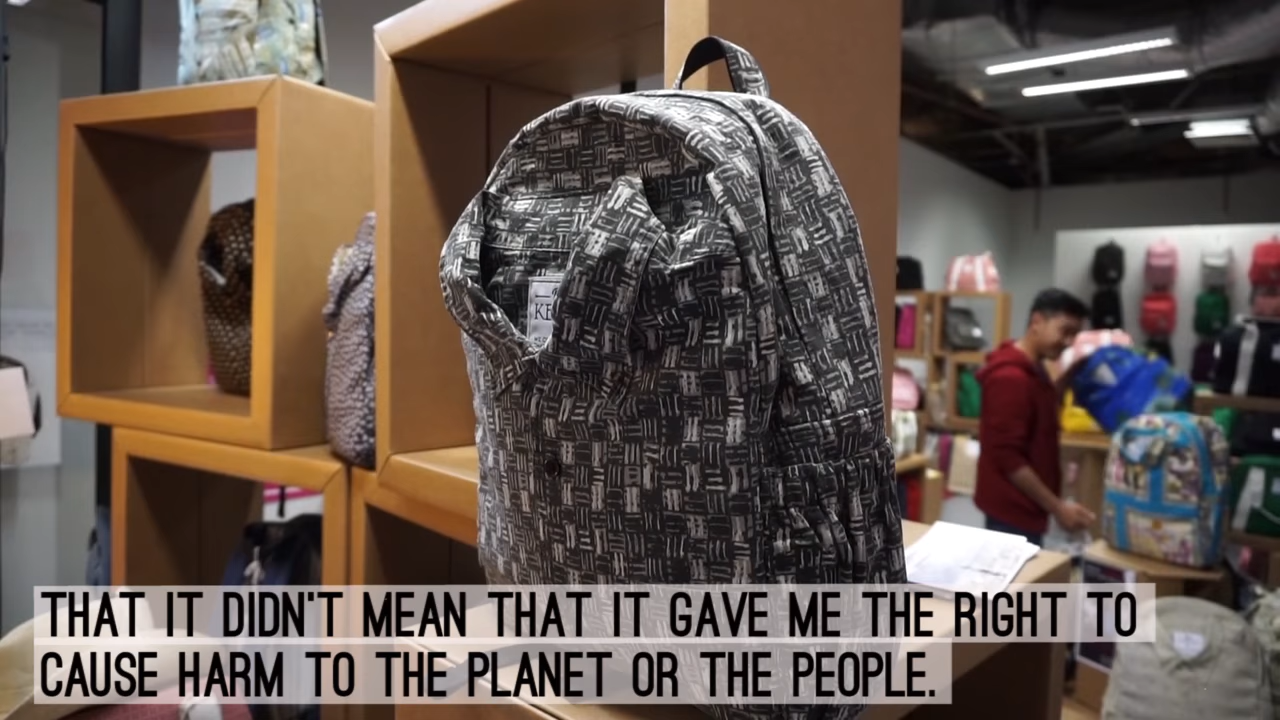 THAT IT DIDN'T MEAN THAT IT GAVE ME THE RIGHT TO
CAUSE HARM TO THE PLANET OR THE PEOPLE.